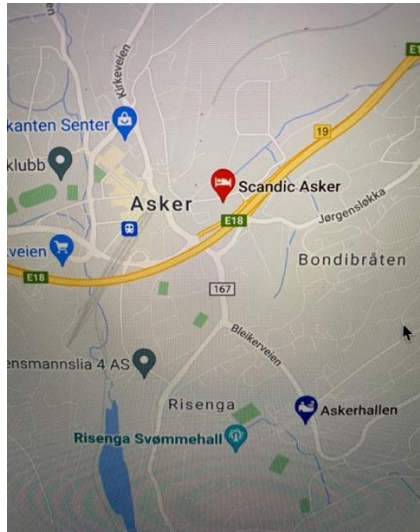 E1
Kirkeveien
kanten Senter
klubb
19
Scandic Asker
Asker
E18
Jørgensløkka
veien
E18
Bondibråten
167
Bleikerveien
ensmannslia 4 AS
Risenga
Askerhallen
Risenga Svømmehall